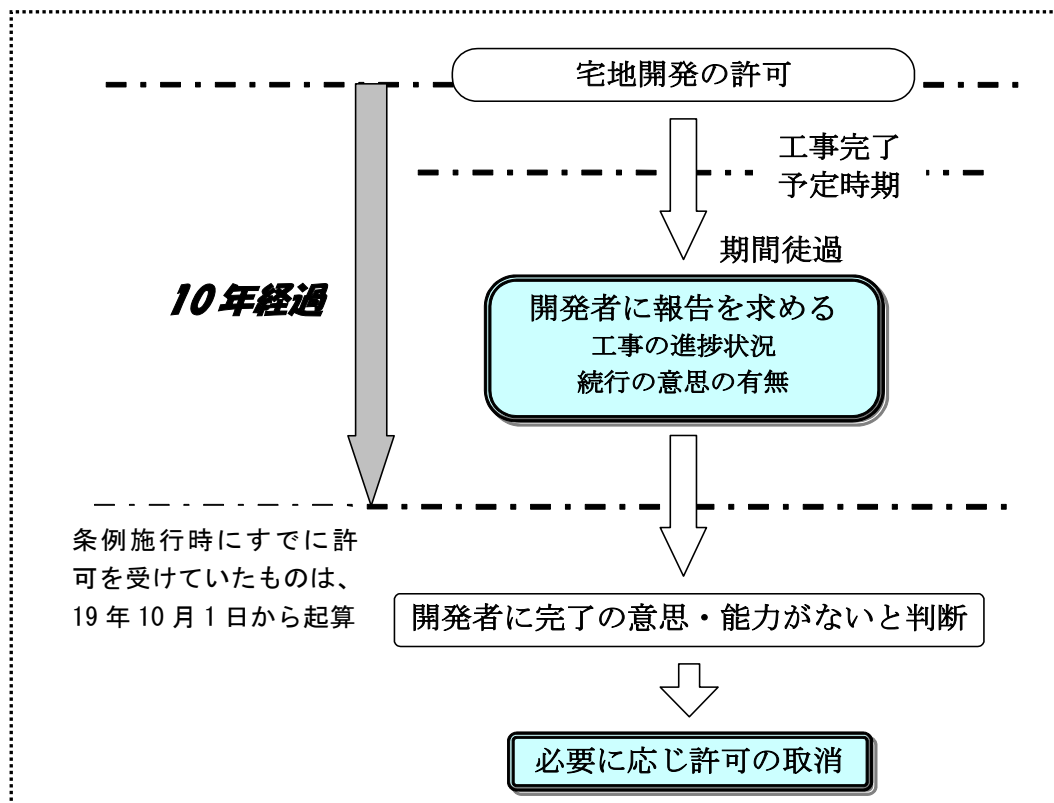 宅地開発の許可
工事完了
予定時期
期間徒過
10年経過
開発者に報告を求める
工事の進捗状況
続行の意思の有無
条例施行時にすでに許
可を受けていたものは、
19年10月1日から起算
開発者に完了の意思・能力がないと判断
必要に応じ許可の取消